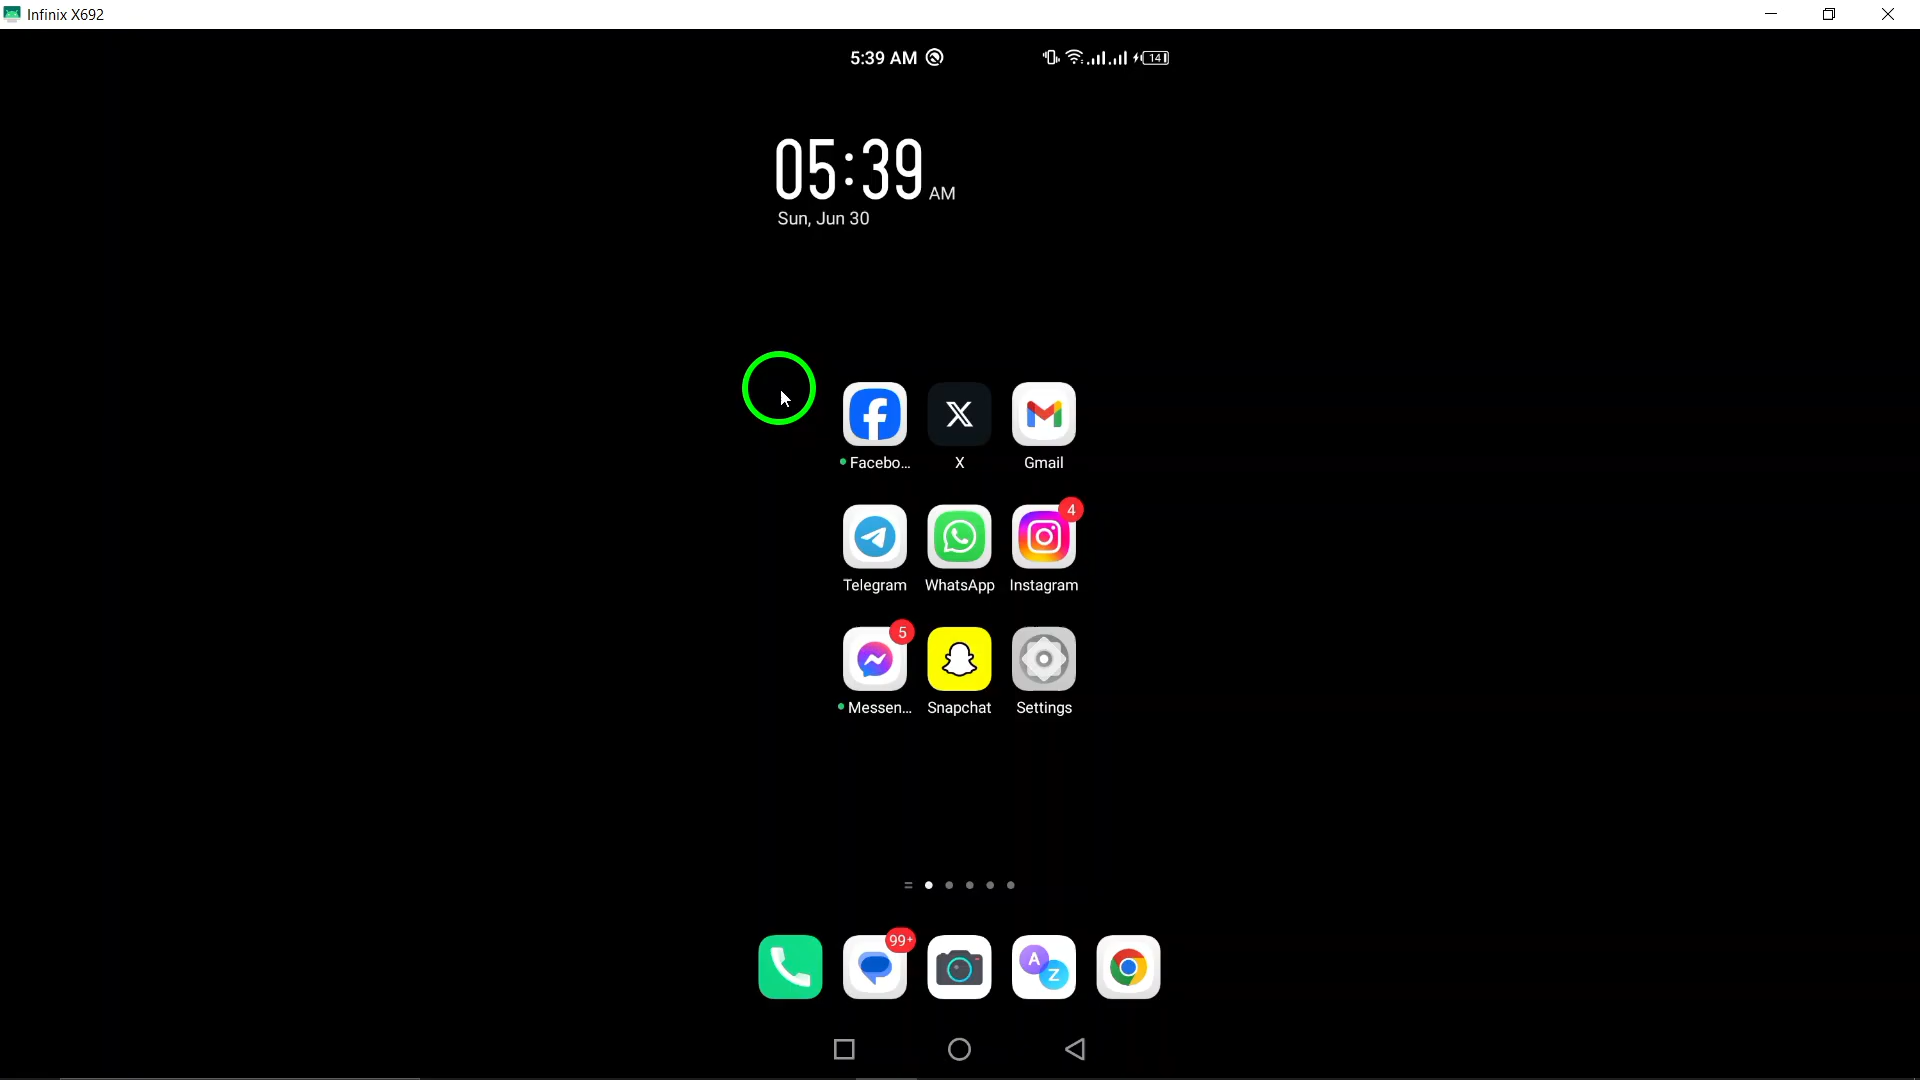 Infinix X692
5:39 AM
14
05:39 AM
Sun, Jun 30
Facebo...
X
Gmail
4
Telegram
WhatsApp
Instagram
5
Messen...
Snapchat
Settings
99+
A
Z